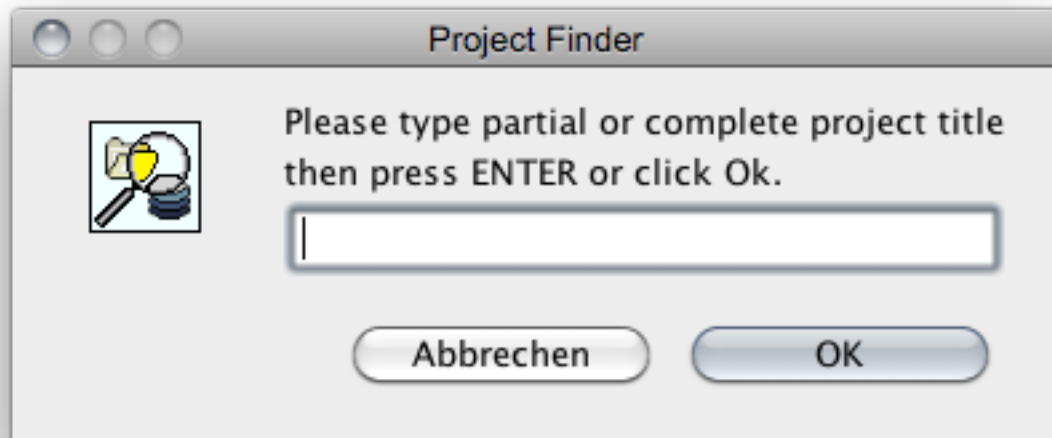 Project Finder
Please type partial or complete project title
then press ENTER or click Ok.
Abbrechen
OK